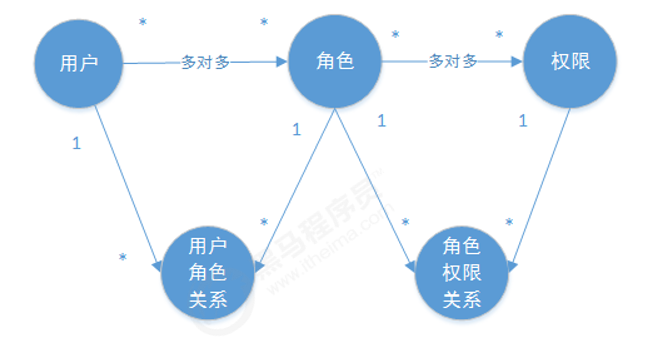 * * * *
用户 多对多 角色 多对多 权限
1 1 1 1
* * * *
用户
角色
关系
角色
权限
关系
黑马程序员
www.itheima.com